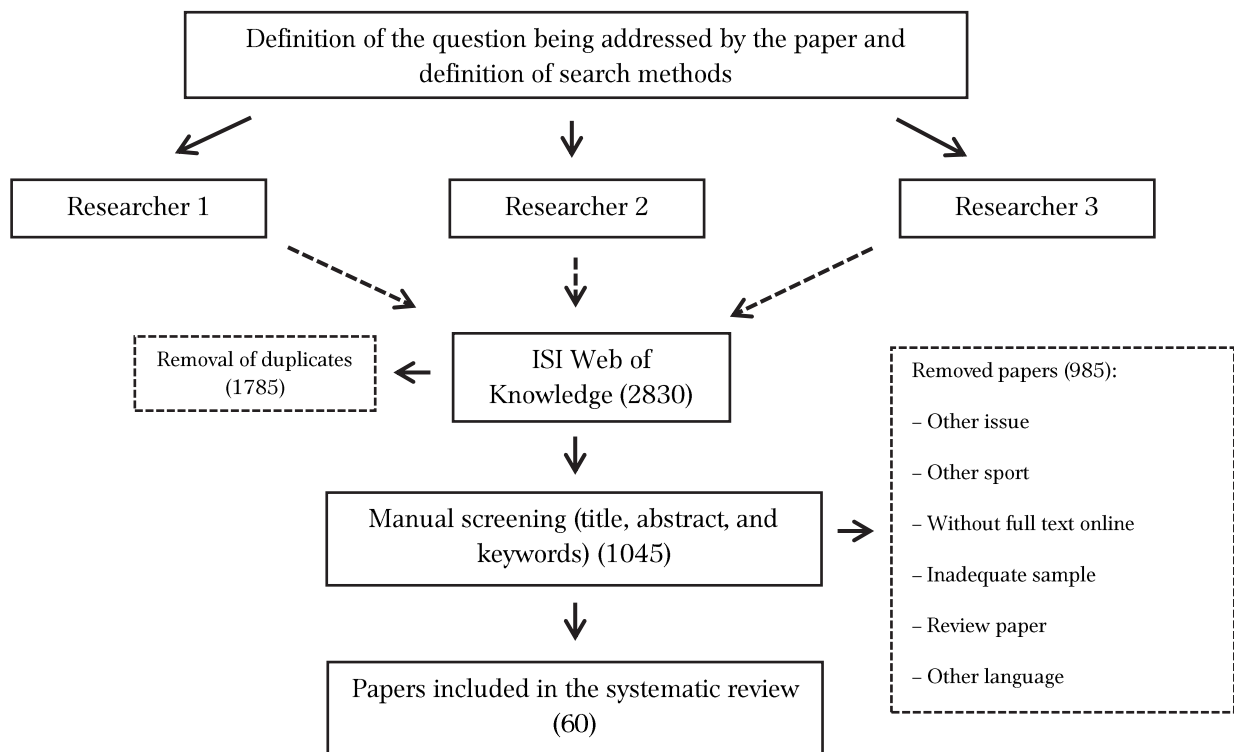 Definition of the question being addressed by the paper and
definition of search methods
Researcher 1
Researcher 2
Researcher 3
Removal of duplicates
(1785)
ISI Web of
Knowledge (2830)
Removed papers (985):
– Other issue
– Other sport
– Without full text online
– Inadequate sample
– Review paper
– Other language
Manual screening (title, abstract, and
keywords) (1045)
Papers included in the systematic review
(60)